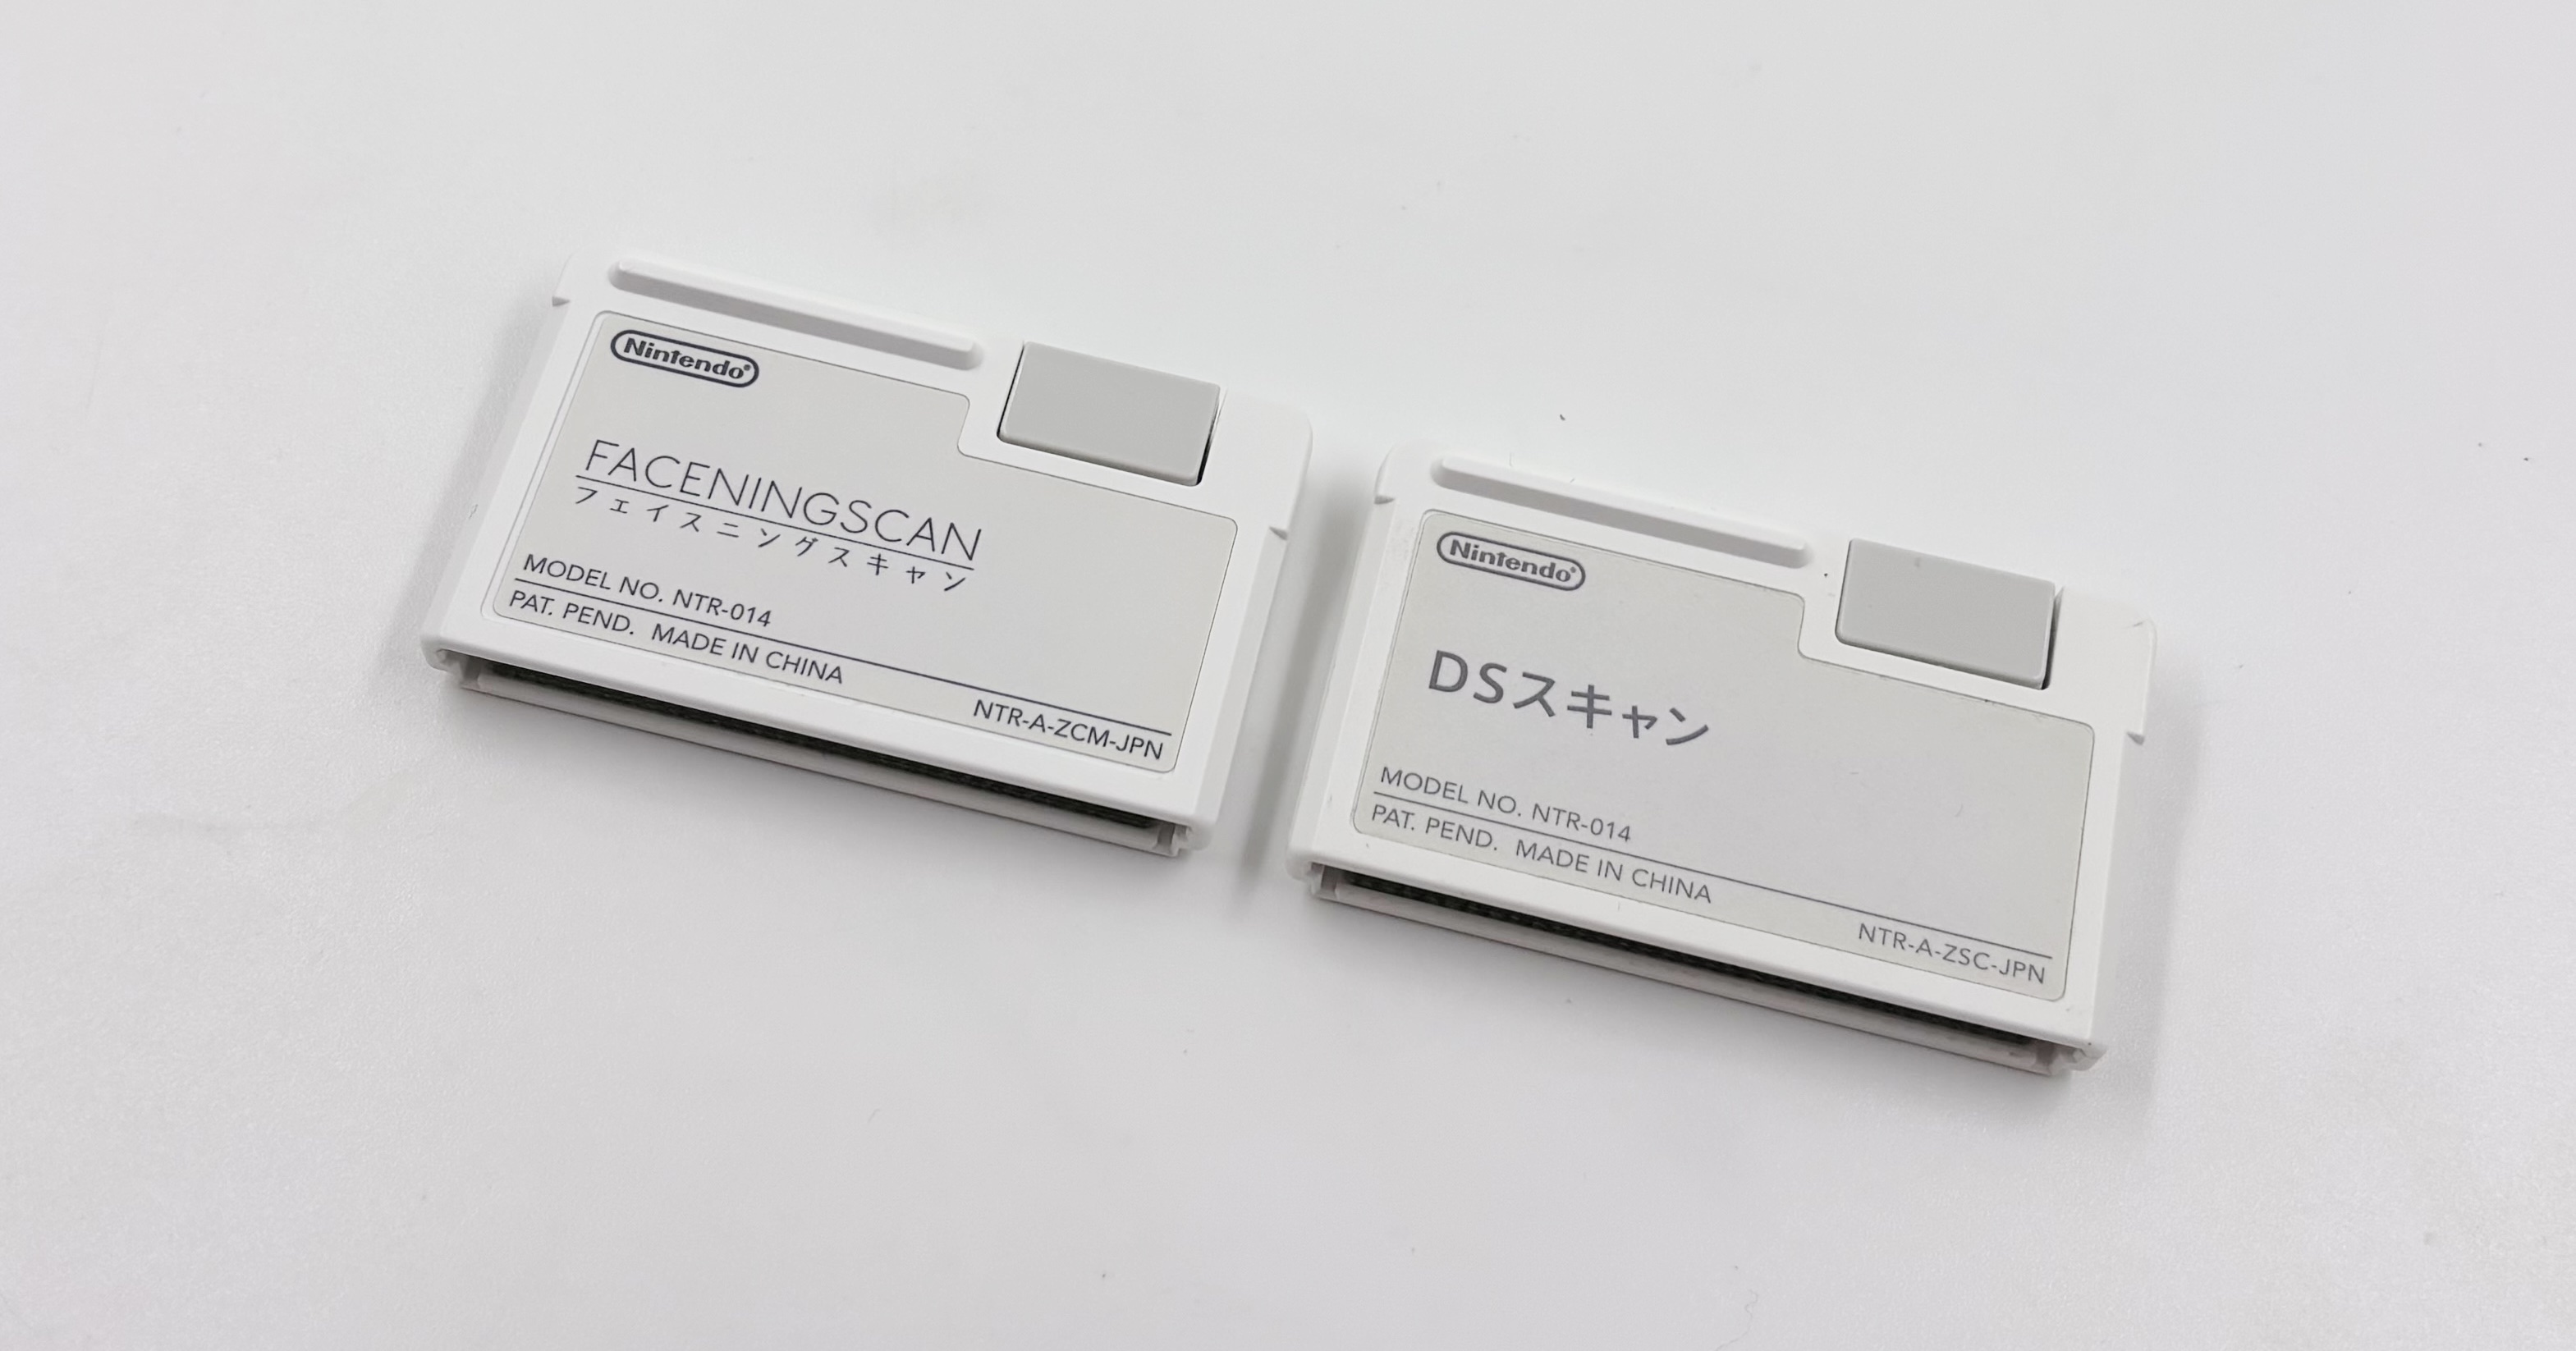 Nintendo®
FACENINGSCAN
フェイスニングスキャン
MODEL NO. NTR-014
PAT. PEND. MADE IN CHINA
NTR-A-ZCM-JPN
Nintendo®
DSスキャン
MODEL NO. NTR-014
PAT. PEND. MADE IN CHINA
NTR-A-ZSC-JPN